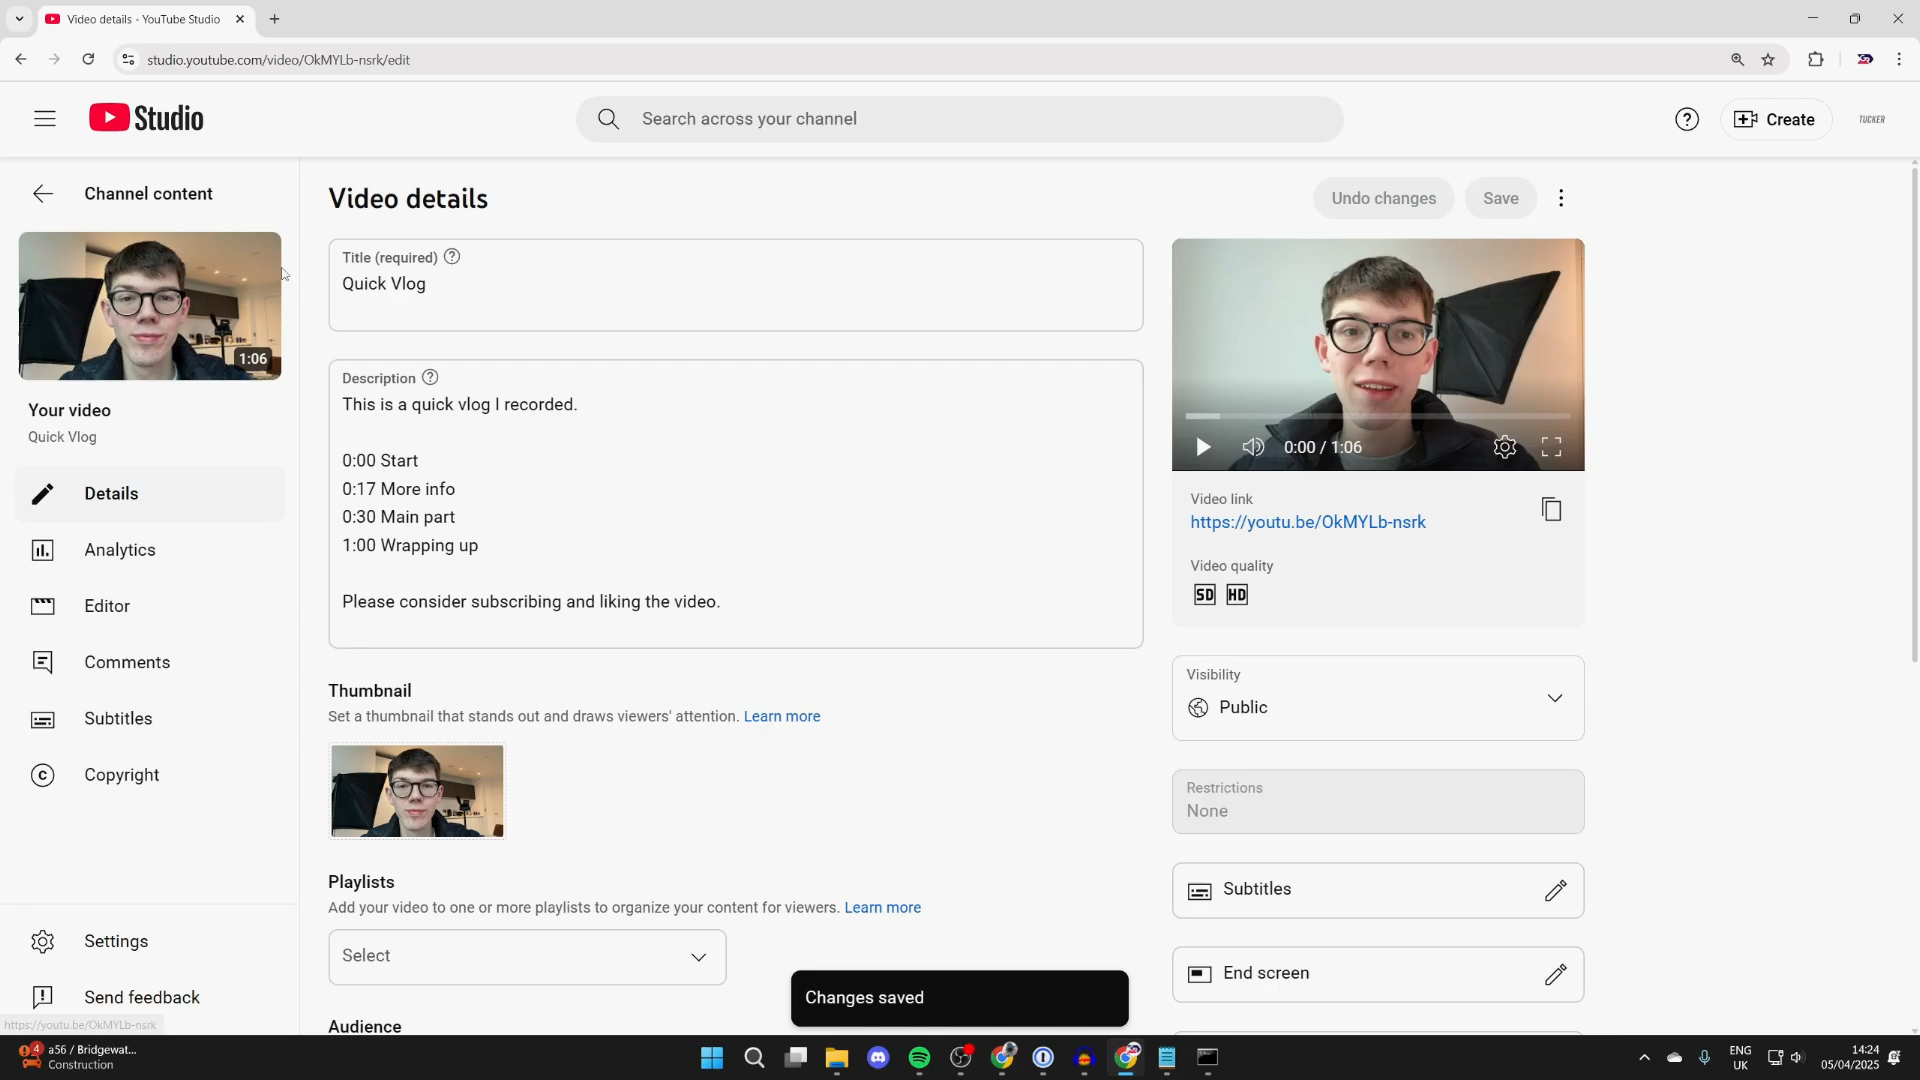 Video details - YouTube Studio
studio.youtube.com/video/OkMYLb-nsrk/edit
Studio
Search across your channel
Create
TUCKER
Channel content
1:06
Your video
Quick Vlog
Details
Analytics
Editor
Comments
Subtitles
Copyright
Settings
Send feedback
https://youtu.be/OkMYLb-nsrk
Video details
Undo changes
Save
Title (required)
Quick Vlog
Description
This is a quick vlog I recorded.
0:00 Start
0:17 More info
0:30 Main part
1:00 Wrapping up
Please consider subscribing and liking the video.
Thumbnail
Set a thumbnail that stands out and draws viewers' attention. Learn more
Playlists
Add your video to one or more playlists to organize your content for viewers. Learn more
Select
Audience
0:00 / 1:06
Video link
https://youtu.be/OkMYLb-nsrk
Video quality
SD HD
Visibility
Public
Restrictions
None
Subtitles
End screen
Changes saved
4
a56 / Bridgewat...
Construction
ENG
UK
14:24
05/04/2025